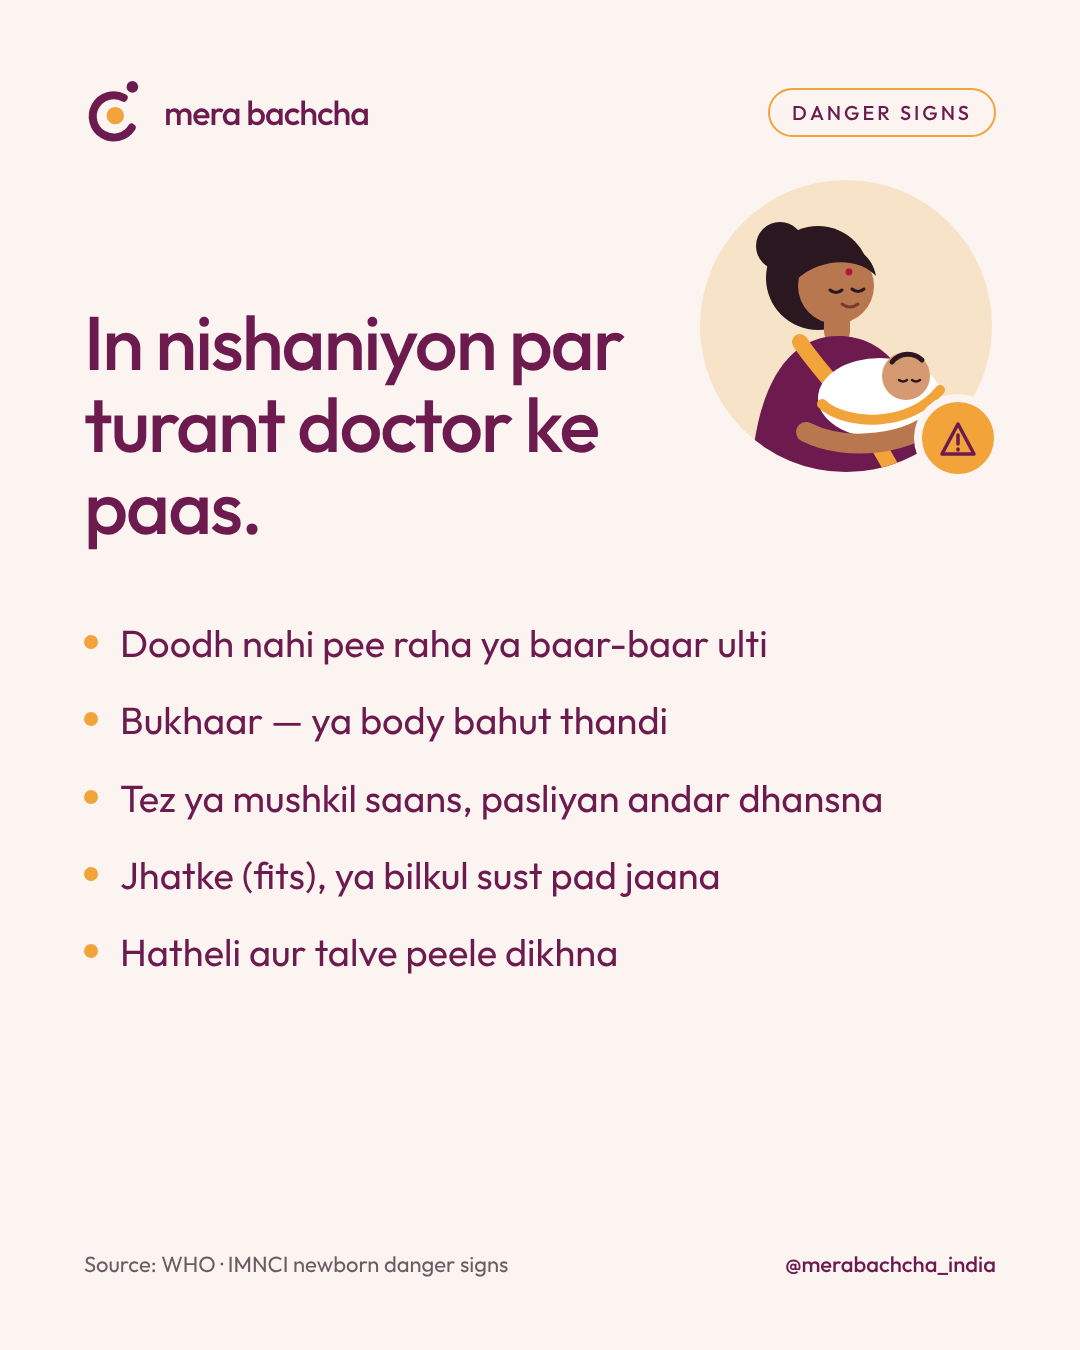 mera bachcha
DANGER SIGNS
In nishaniyon par
turant doctor ke
paas.
Doodh nahi pee raha ya baar-baar ulti
Bukhaar — ya body bahut thandi
Tez ya mushkil saans, pasliyan andar dhansna
Jhatke (fits), ya bilkul sust pad jaana
Hatheli aur talve peele dikhna
Source: WHO · IMNCI newborn danger signs
@merabachcha_india